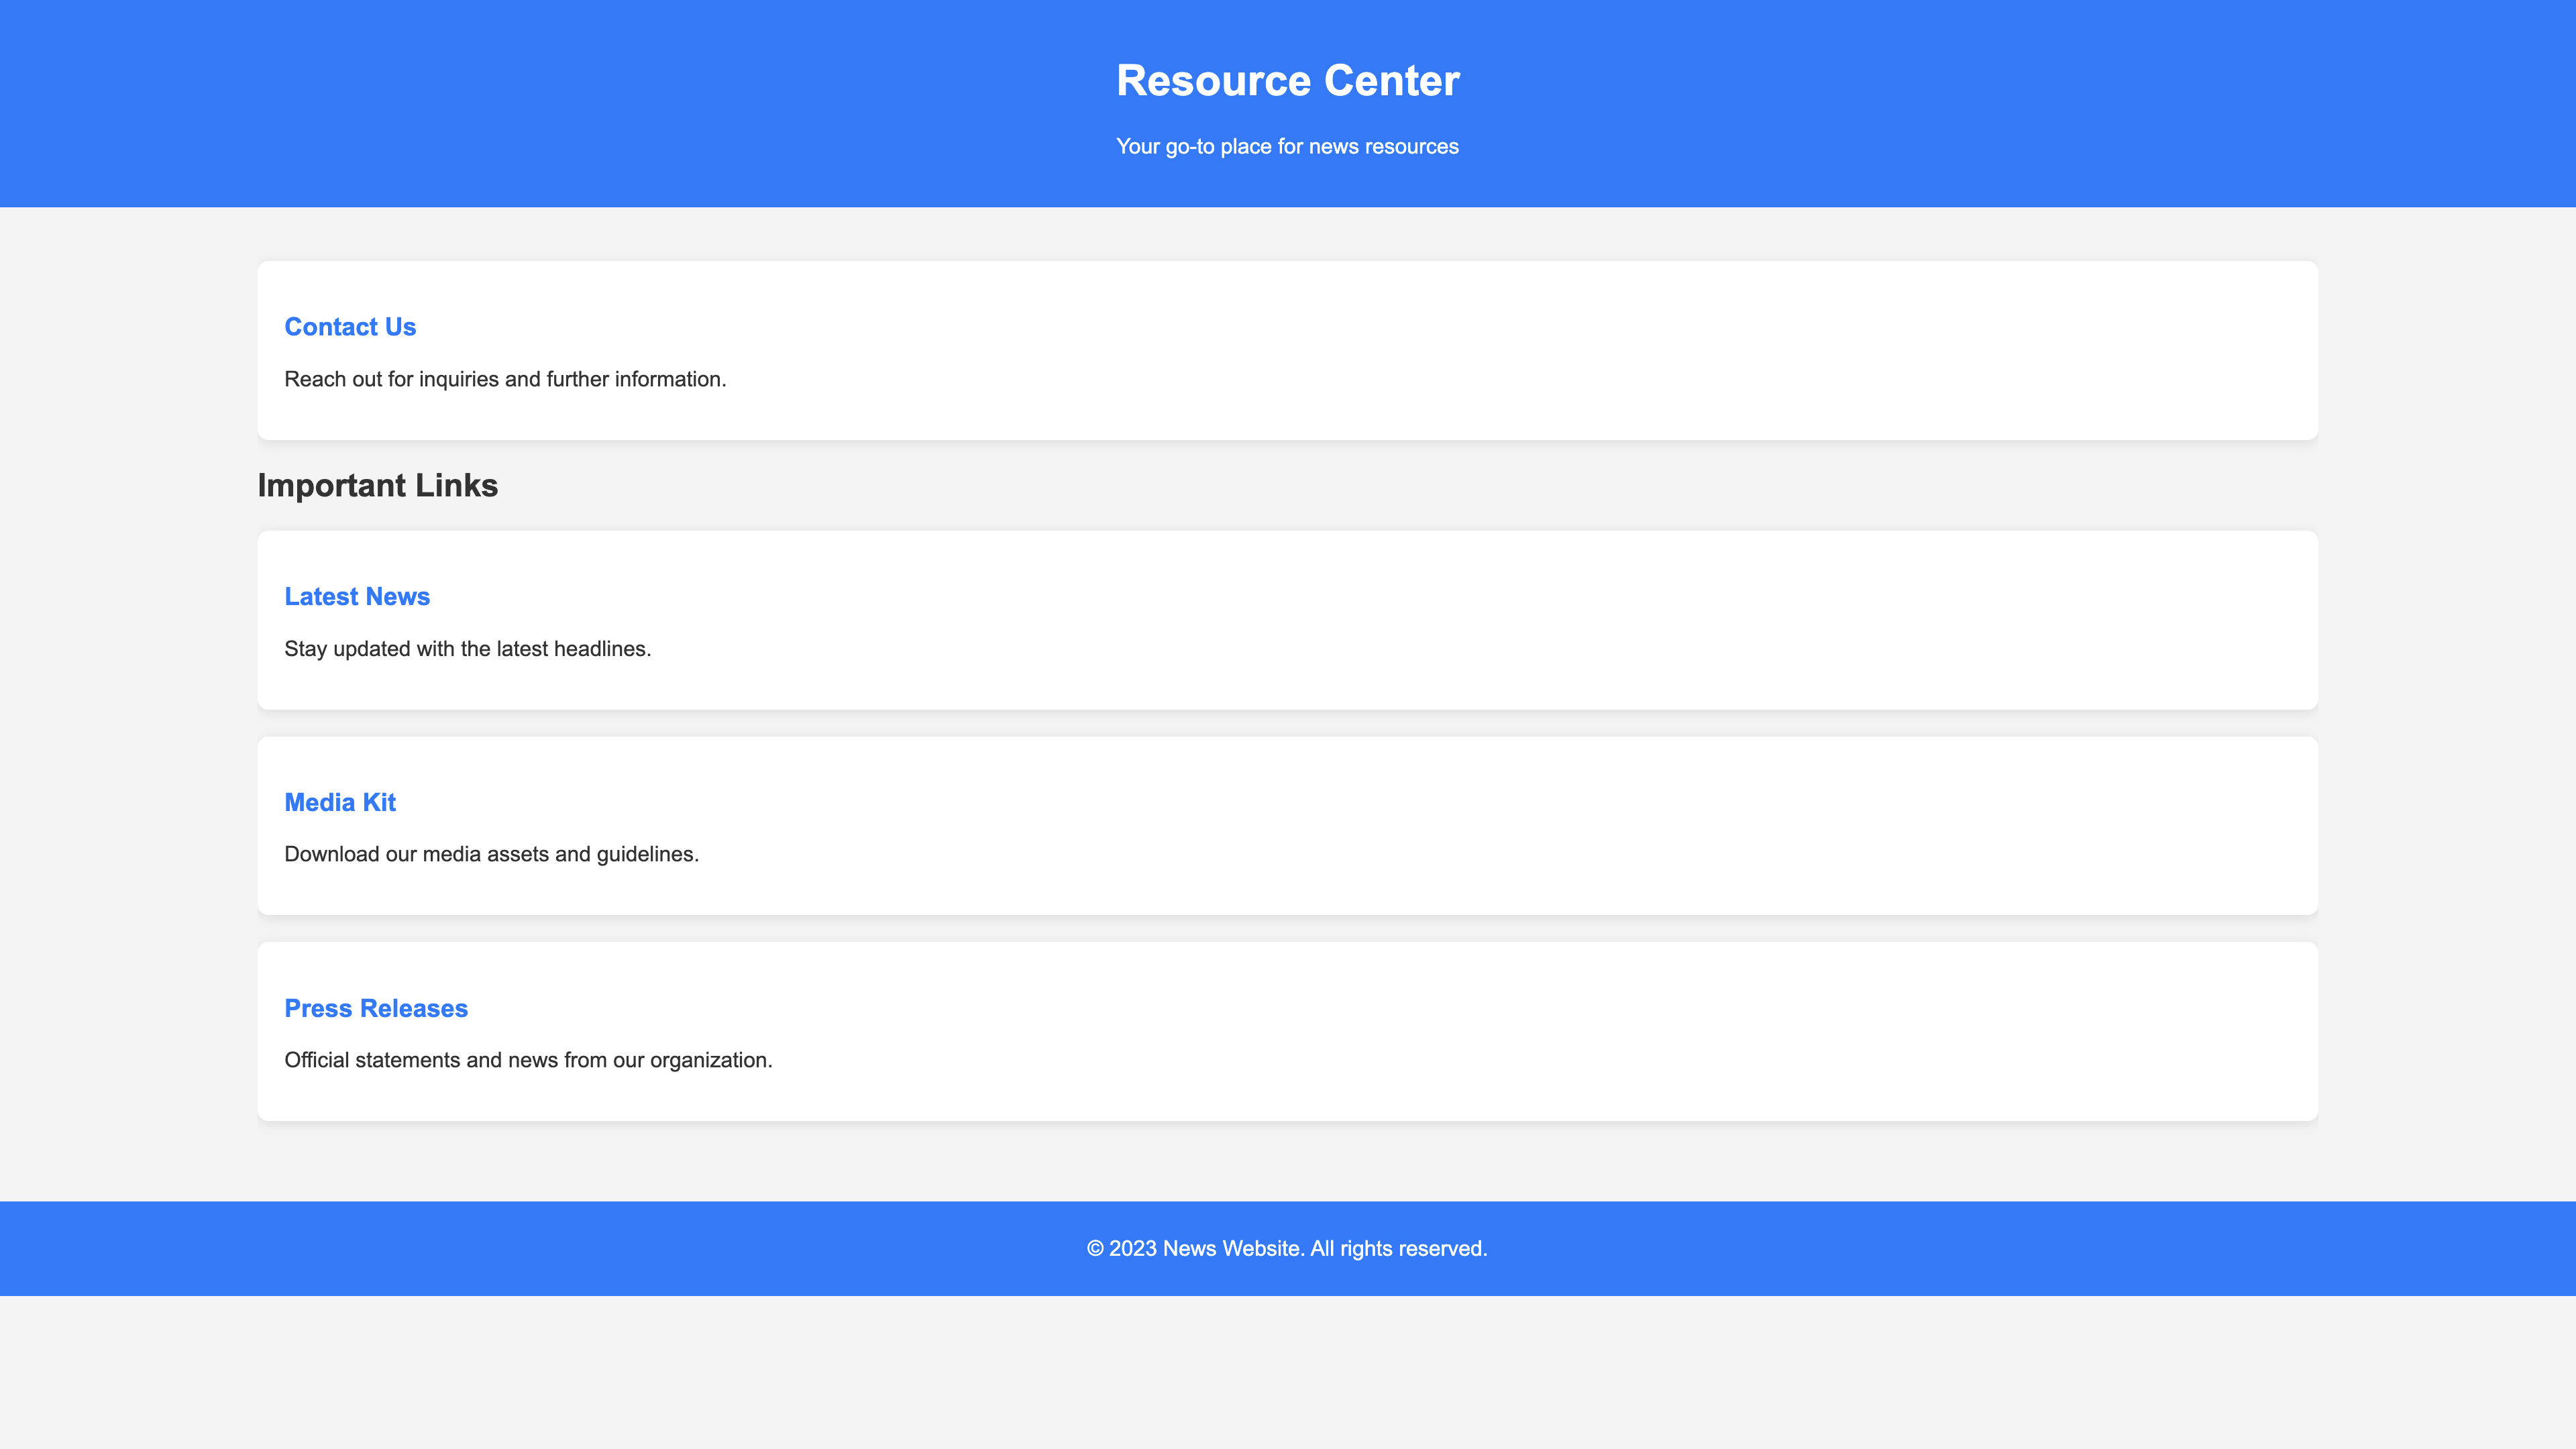 Resource Center
Your go-to place for news resources
Contact Us
Reach out for inquiries and further information.
Important Links
Latest News
Stay updated with the latest headlines.
Media Kit
Download our media assets and guidelines.
Press Releases
Official statements and news from our organization.
© 2023 News Website. All rights reserved.